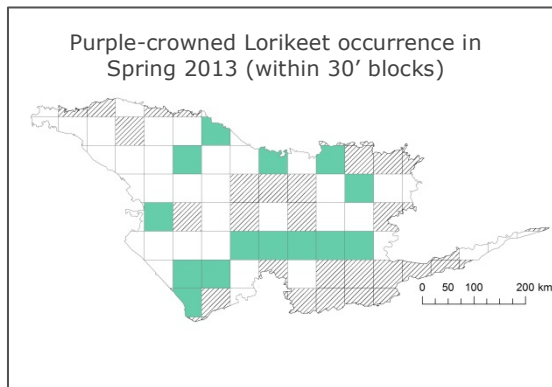 Purple-crowned Lorikeet occurrence in
Spring 2013 (within 30’ blocks)
0 50 100 200 km